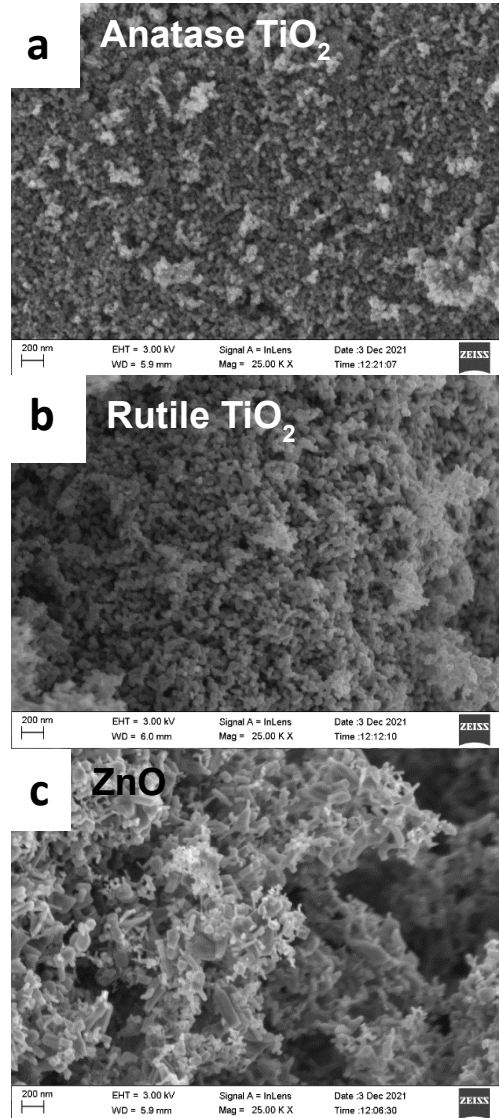 a Anatase TiO₂
200 nm EHT = 3.00 kV Signal A = InLens Date :3 Dec 2021 ZEISS
WD = 5.9 mm Mag = 25.00 K X Time :12:21:07
b Rutile TiO₂
200 nm EHT = 3.00 kV Signal A = InLens Date :3 Dec 2021 ZEISS
WD = 6.0 mm Mag = 25.00 K X Time :12:12:10
c ZnO
200 nm EHT = 3.00 kV Signal A = InLens Date :3 Dec 2021 ZEISS
WD = 5.9 mm Mag = 25.00 K X Time :12:06:30